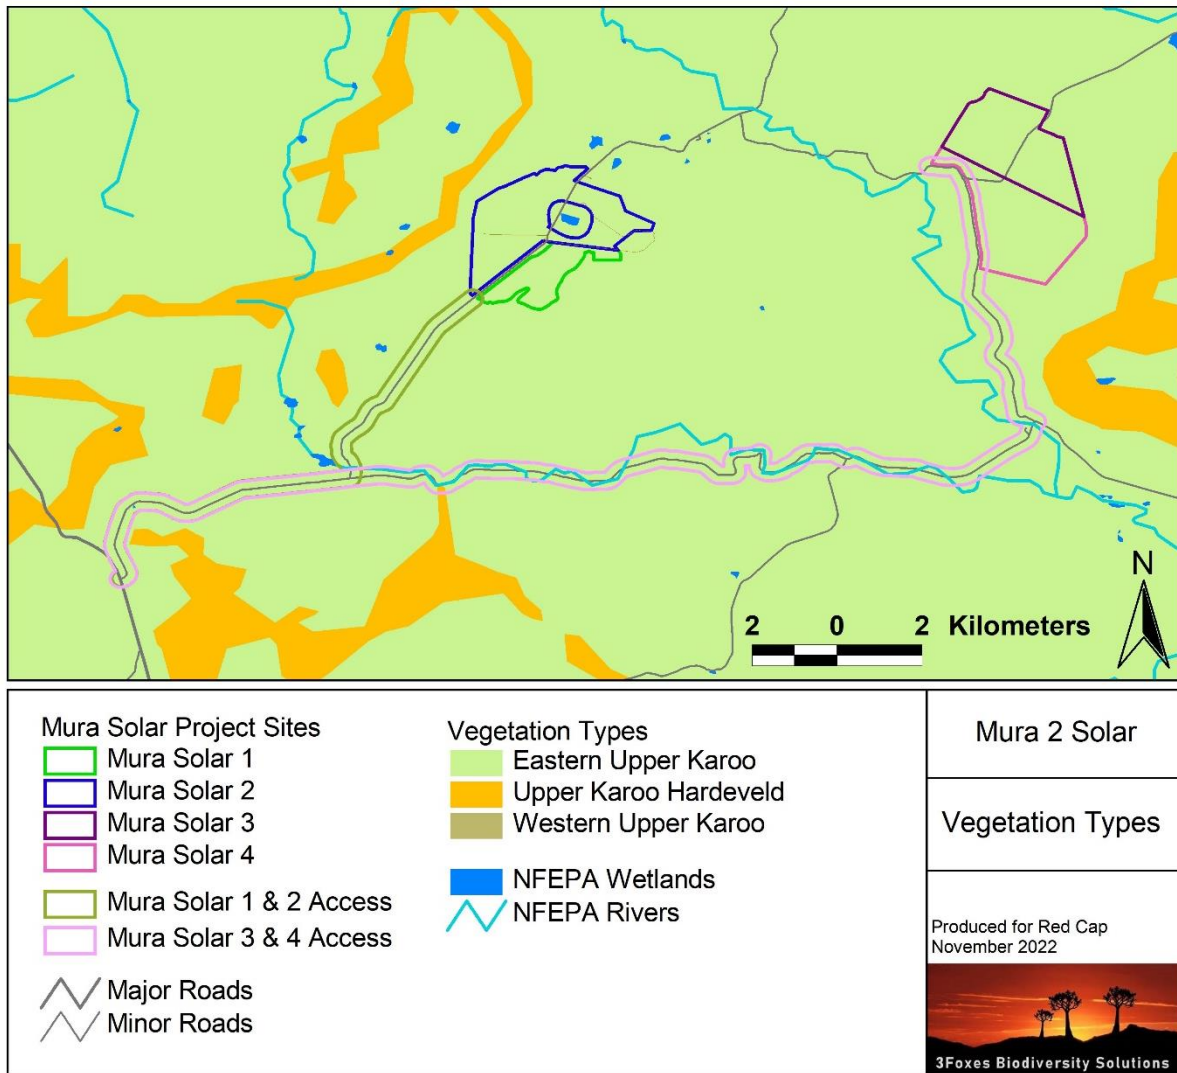 N
2 0 2 Kilometers
Mura Solar Project Sites
Mura Solar 1
Mura Solar 2
Mura Solar 3
Mura Solar 4
Mura Solar 1 & 2 Access
Mura Solar 3 & 4 Access
Major Roads
Minor Roads
Vegetation Types
Eastern Upper Karoo
Upper Karoo Hardeveld
Western Upper Karoo
NFEPA Wetlands
NFEPA Rivers
Mura 2 Solar
Vegetation Types
Produced for Red Cap
November 2022
3Foxes Biodiversity Solutions